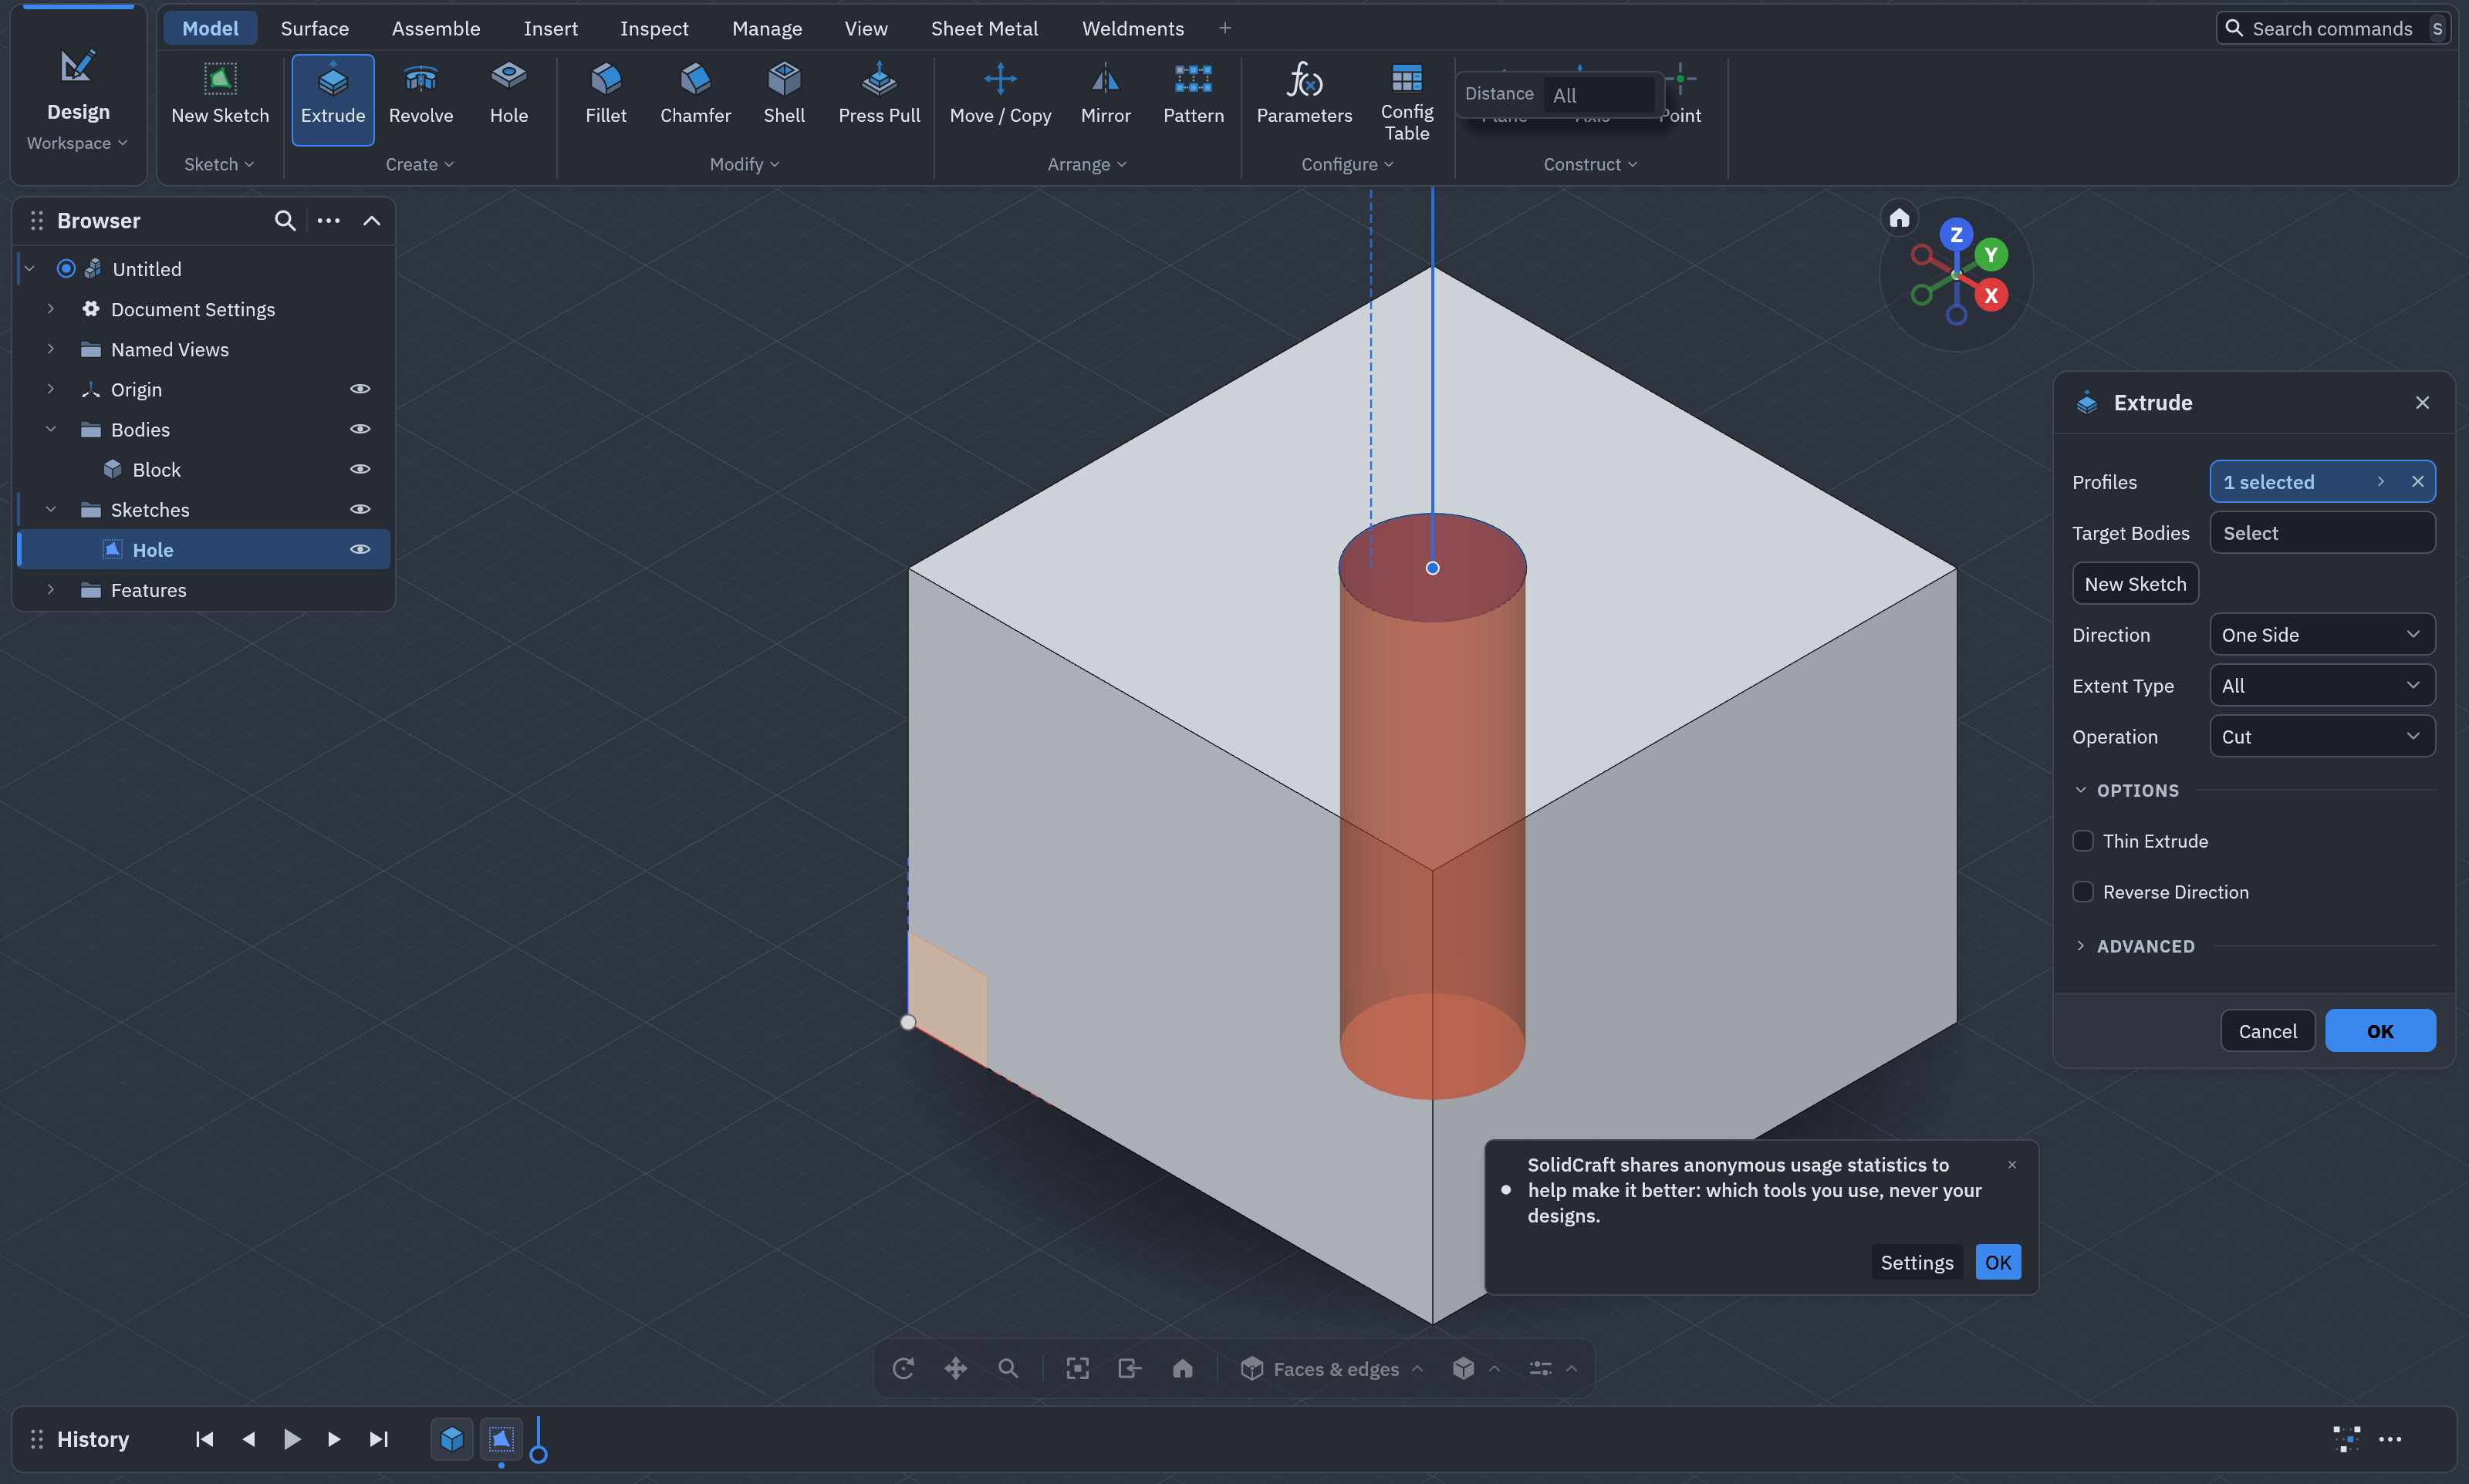 Design
Workspace
Model Surface Assemble Insert Inspect Manage View Sheet Metal Weldments +
Search commands S
New Sketch Extrude Revolve Hole Fillet Chamfer Shell Press Pull Move / Copy Mirror Pattern Parameters Config Table Plane Axis Point
Distance All
Sketch Create Modify Arrange Configure Construct
Browser
Untitled
Document Settings
Named Views
Origin
Bodies
Block
Sketches
Hole
Features
Z
Y
X
Extrude
Profiles 1 selected
Target Bodies Select
New Sketch
Direction One Side
Extent Type All
Operation Cut
OPTIONS
Thin Extrude
Reverse Direction
ADVANCED
Cancel OK
SolidCraft shares anonymous usage statistics to
help make it better: which tools you use, never your
designs.
Settings OK
Faces & edges
History